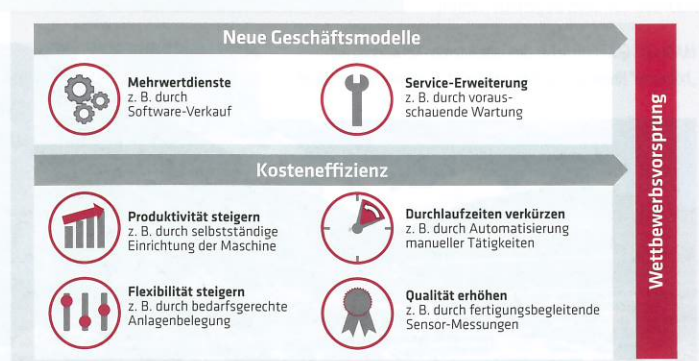 Neue Geschäftsmodelle
Mehrwertdienste
z. B. durch
Software-Verkauf
Service-Erweiterung
z. B. durch voraus-
schauende Wartung
Kosteneffizienz
Produktivität steigern
z. B. durch selbstständige
Einrichtung der Maschine
Durchlaufzeiten verkürzen
z. B. durch Automatisierung
manueller Tätigkeiten
Flexibilität steigern
z. B. durch bedarfsgerechte
Anlagenbelegung
Qualität erhöhen
z. B. durch fertigungsbegleitende
Sensor-Messungen
Wettbewerbsvorsprung